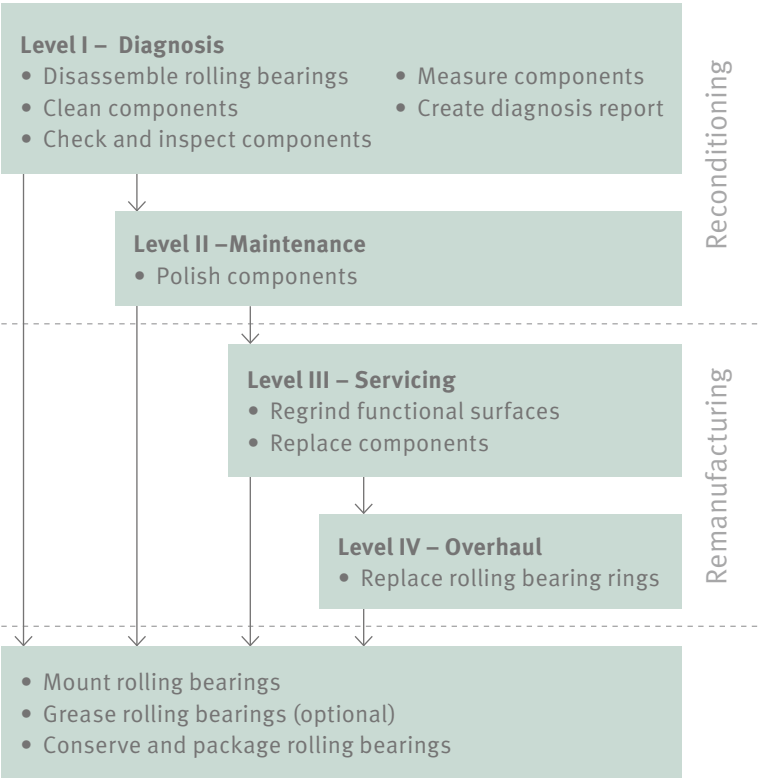 Level I – Diagnosis
• Disassemble rolling bearings
• Clean components
• Check and inspect components
• Measure components
• Create diagnosis report
Reconditioning
Level II –Maintenance
• Polish components
Level III – Servicing
• Regrind functional surfaces
• Replace components
Remanufacturing
Level IV – Overhaul
• Replace rolling bearing rings
• Mount rolling bearings
• Grease rolling bearings (optional)
• Conserve and package rolling bearings